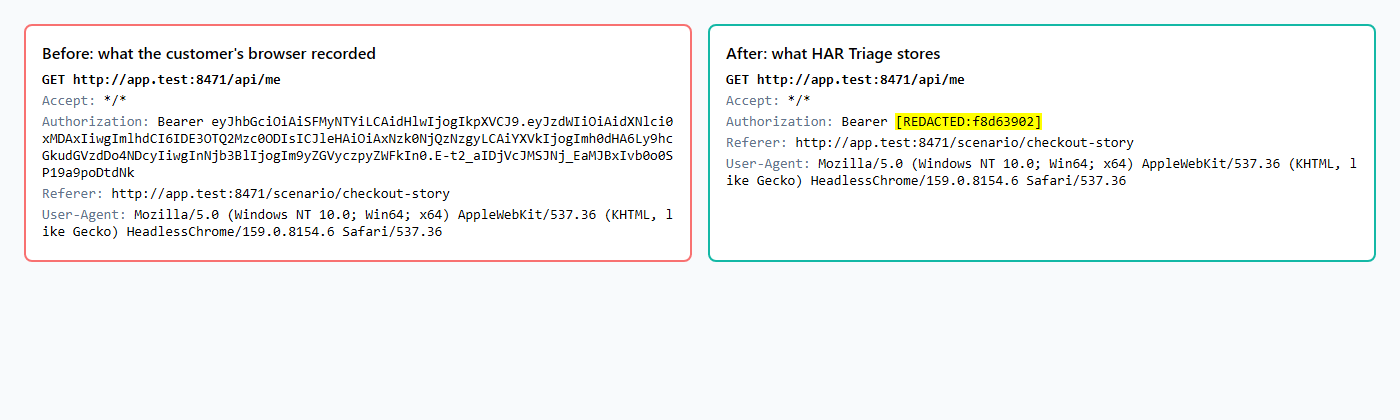 Before: what the customer's browser recorded
GET http://app.test:8471/api/me
Accept: */*
Authorization: Bearer eyJhbGciOiAiSFMyNTYiLCAidHlwIjogIkpXVCJ9.eyJzdWIiOiAidXNlci0
xMDAxIiwgImlhdCI6IDE3OTQ2Mzc0ODIsICJleHAiOiAxNzk0NjQzNzgyLCAiYXVkIjogImh0dHA6Ly9hc
GkudGVzdDo4NDcyIiwgInNjb3BlIjogIm9yZGVyczpyZWFkIn0.E-t2_aIDjVcJMSJNj_EaMJBxIvb0o0S
P19a9poDtdNk
Referer: http://app.test:8471/scenario/checkout-story
User-Agent: Mozilla/5.0 (Windows NT 10.0; Win64; x64) AppleWebKit/537.36 (KHTML, l
ike Gecko) HeadlessChrome/159.0.8154.6 Safari/537.36
After: what HAR Triage stores
GET http://app.test:8471/api/me
Accept: */*
Authorization: Bearer [REDACTED:f8d63902]
Referer: http://app.test:8471/scenario/checkout-story
User-Agent: Mozilla/5.0 (Windows NT 10.0; Win64; x64) AppleWebKit/537.36 (KHTML, l
ike Gecko) HeadlessChrome/159.0.8154.6 Safari/537.36